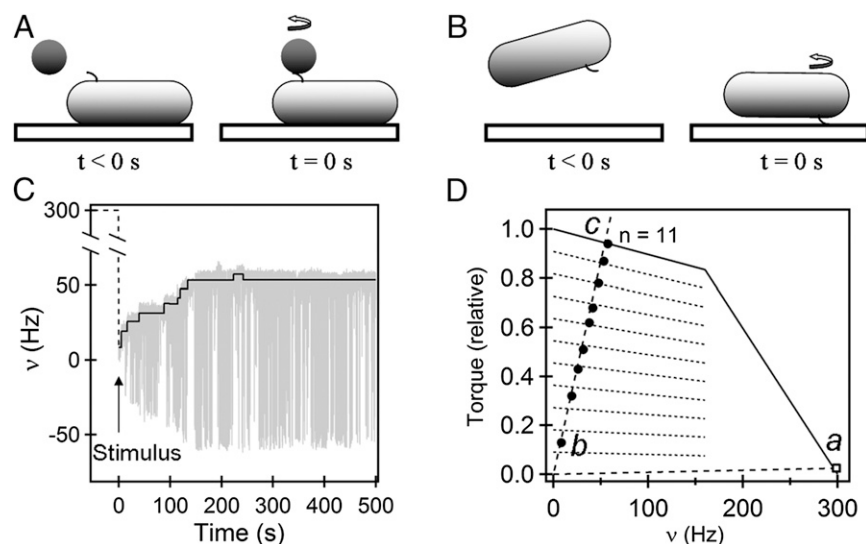 A
B
t < 0 s
t = 0 s
t < 0 s
t = 0 s
C
D
300
50
0
-50
ν (Hz)
Stimulus
0 100 200 300 400 500
Time (s)
1.0
0.8
0.6
0.4
0.2
0.0
Torque (relative)
c
n = 11
b
a
0 100 200 300
ν (Hz)